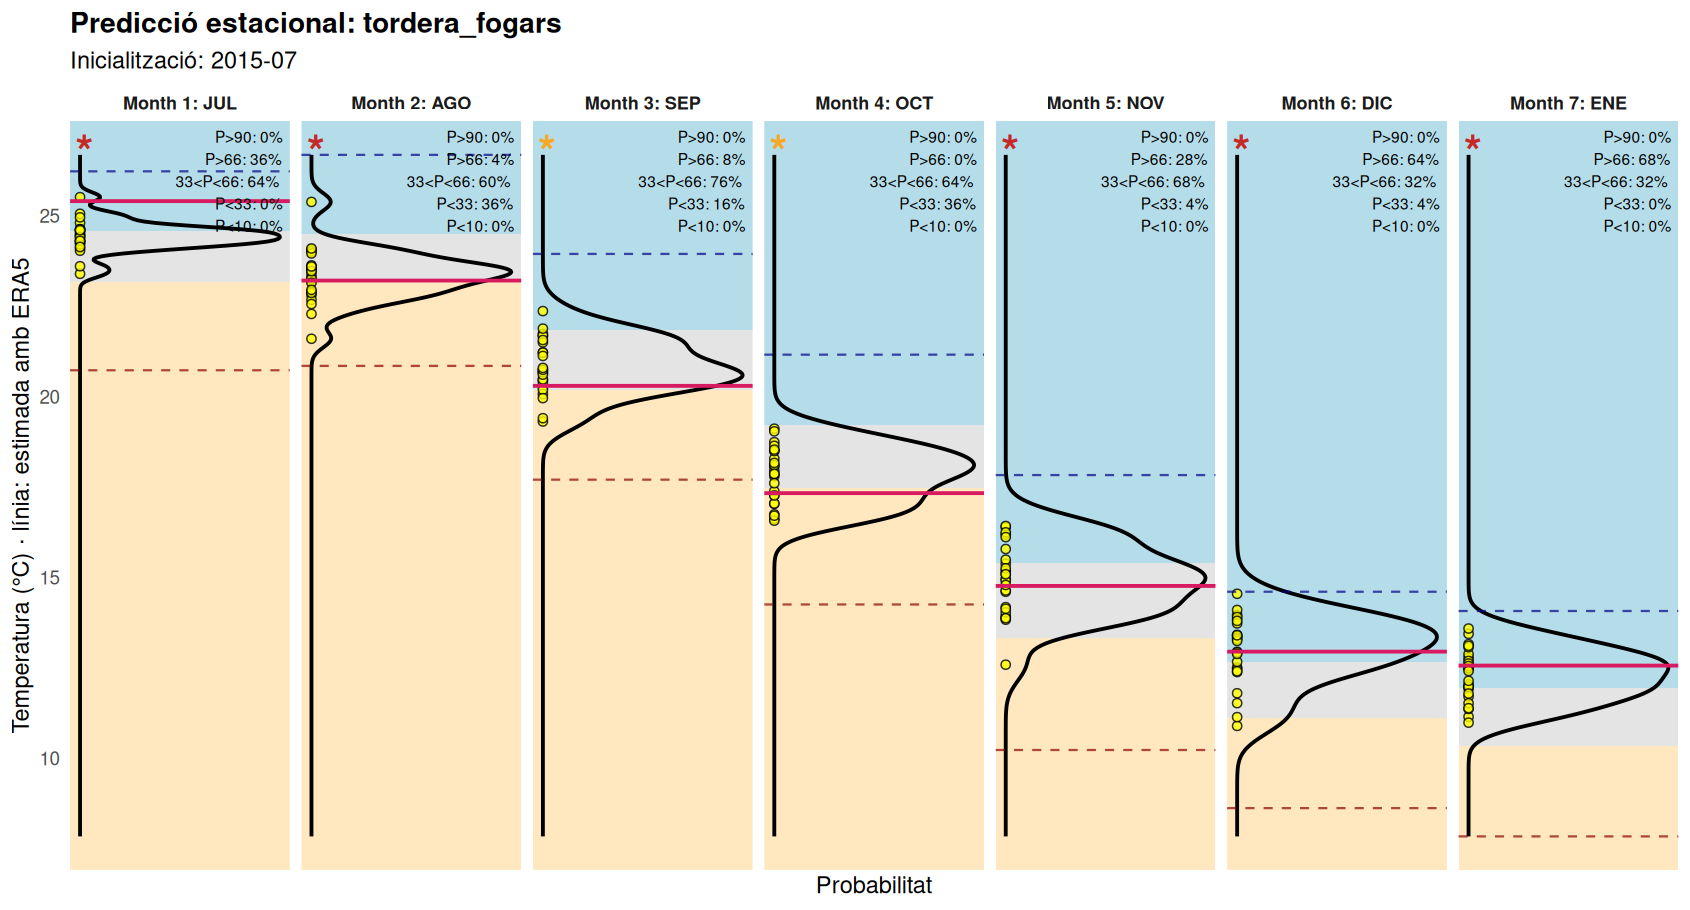 Predicció estacional: tordera_fogars
Inicialització: 2015-07
Month 1: JUL
Month 2: AGO
Month 3: SEP
Month 4: OCT
Month 5: NOV
Month 6: DIC
Month 7: ENE
*
P>90: 0%
P>66: 36%
33<P<66: 64%
P<33: 0%
P<10: 0%
*
P>90: 0%
P>66: 4%
33<P<66: 60%
P<33: 36%
P<10: 0%
*
P>90: 0%
P>66: 8%
33<P<66: 76%
P<33: 16%
P<10: 0%
*
P>90: 0%
P>66: 0%
33<P<66: 64%
P<33: 36%
P<10: 0%
*
P>90: 0%
P>66: 28%
33<P<66: 68%
P<33: 4%
P<10: 0%
*
P>90: 0%
P>66: 64%
33<P<66: 32%
P<33: 4%
P<10: 0%
*
P>90: 0%
P>66: 68%
33<P<66: 32%
P<33: 0%
P<10: 0%
25
20
15
10
Temperatura (°C) · línia: estimada amb ERA5
Probabilitat